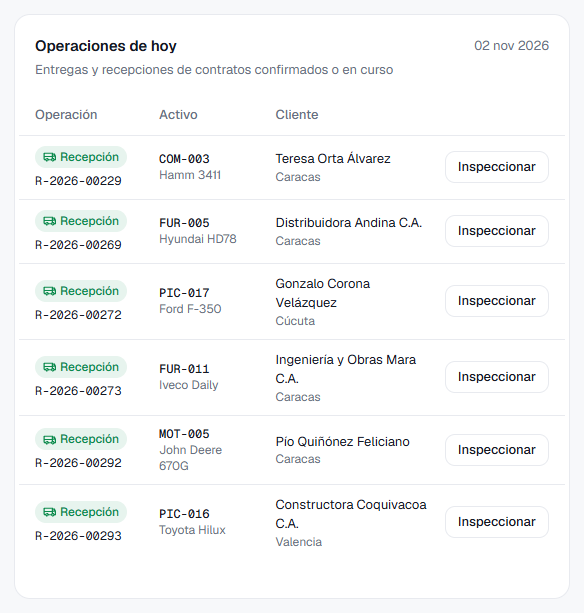 Operaciones de hoy
02 nov 2026
Entregas y recepciones de contratos confirmados o en curso
Operación
Activo
Cliente
Recepción
R-2026-00229
COM-003
Hamm 3411
Teresa Orta Álvarez
Caracas
Inspeccionar
Recepción
R-2026-00269
FUR-005
Hyundai HD78
Distribuidora Andina C.A.
Caracas
Inspeccionar
Recepción
R-2026-00272
PIC-017
Ford F-350
Gonzalo Corona
Velázquez
Cúcuta
Inspeccionar
Recepción
R-2026-00273
FUR-011
Iveco Daily
Ingeniería y Obras Mara
C.A.
Caracas
Inspeccionar
Recepción
R-2026-00292
MOT-005
John Deere
670G
Pío Quiñónez Feliciano
Caracas
Inspeccionar
Recepción
R-2026-00293
PIC-016
Toyota Hilux
Constructora Coquivacoa
C.A.
Valencia
Inspeccionar